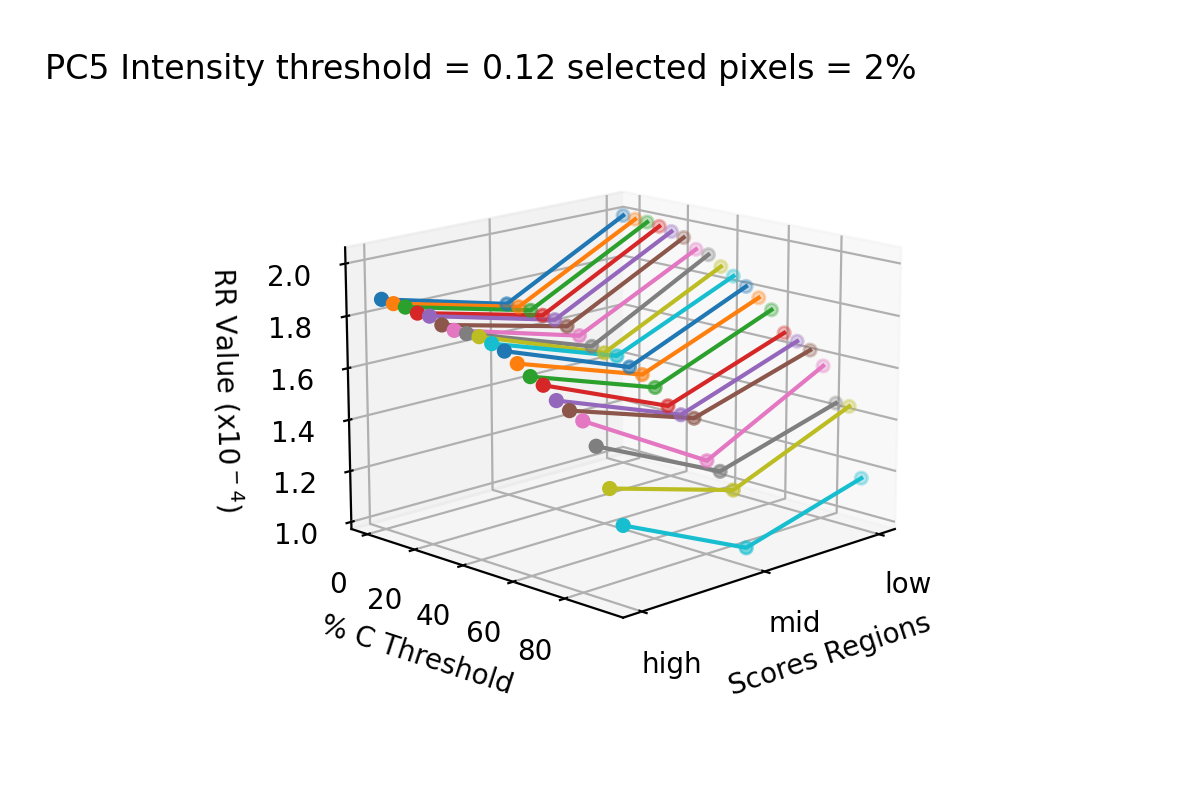 PC5 Intensity threshold = 0.12 selected pixels = 2%
RR Value (x10⁻⁴)
2.0
1.8
1.6
1.4
1.2
1.0
0
20
40
60
80
% C Threshold
high
mid
low
Scores Regions